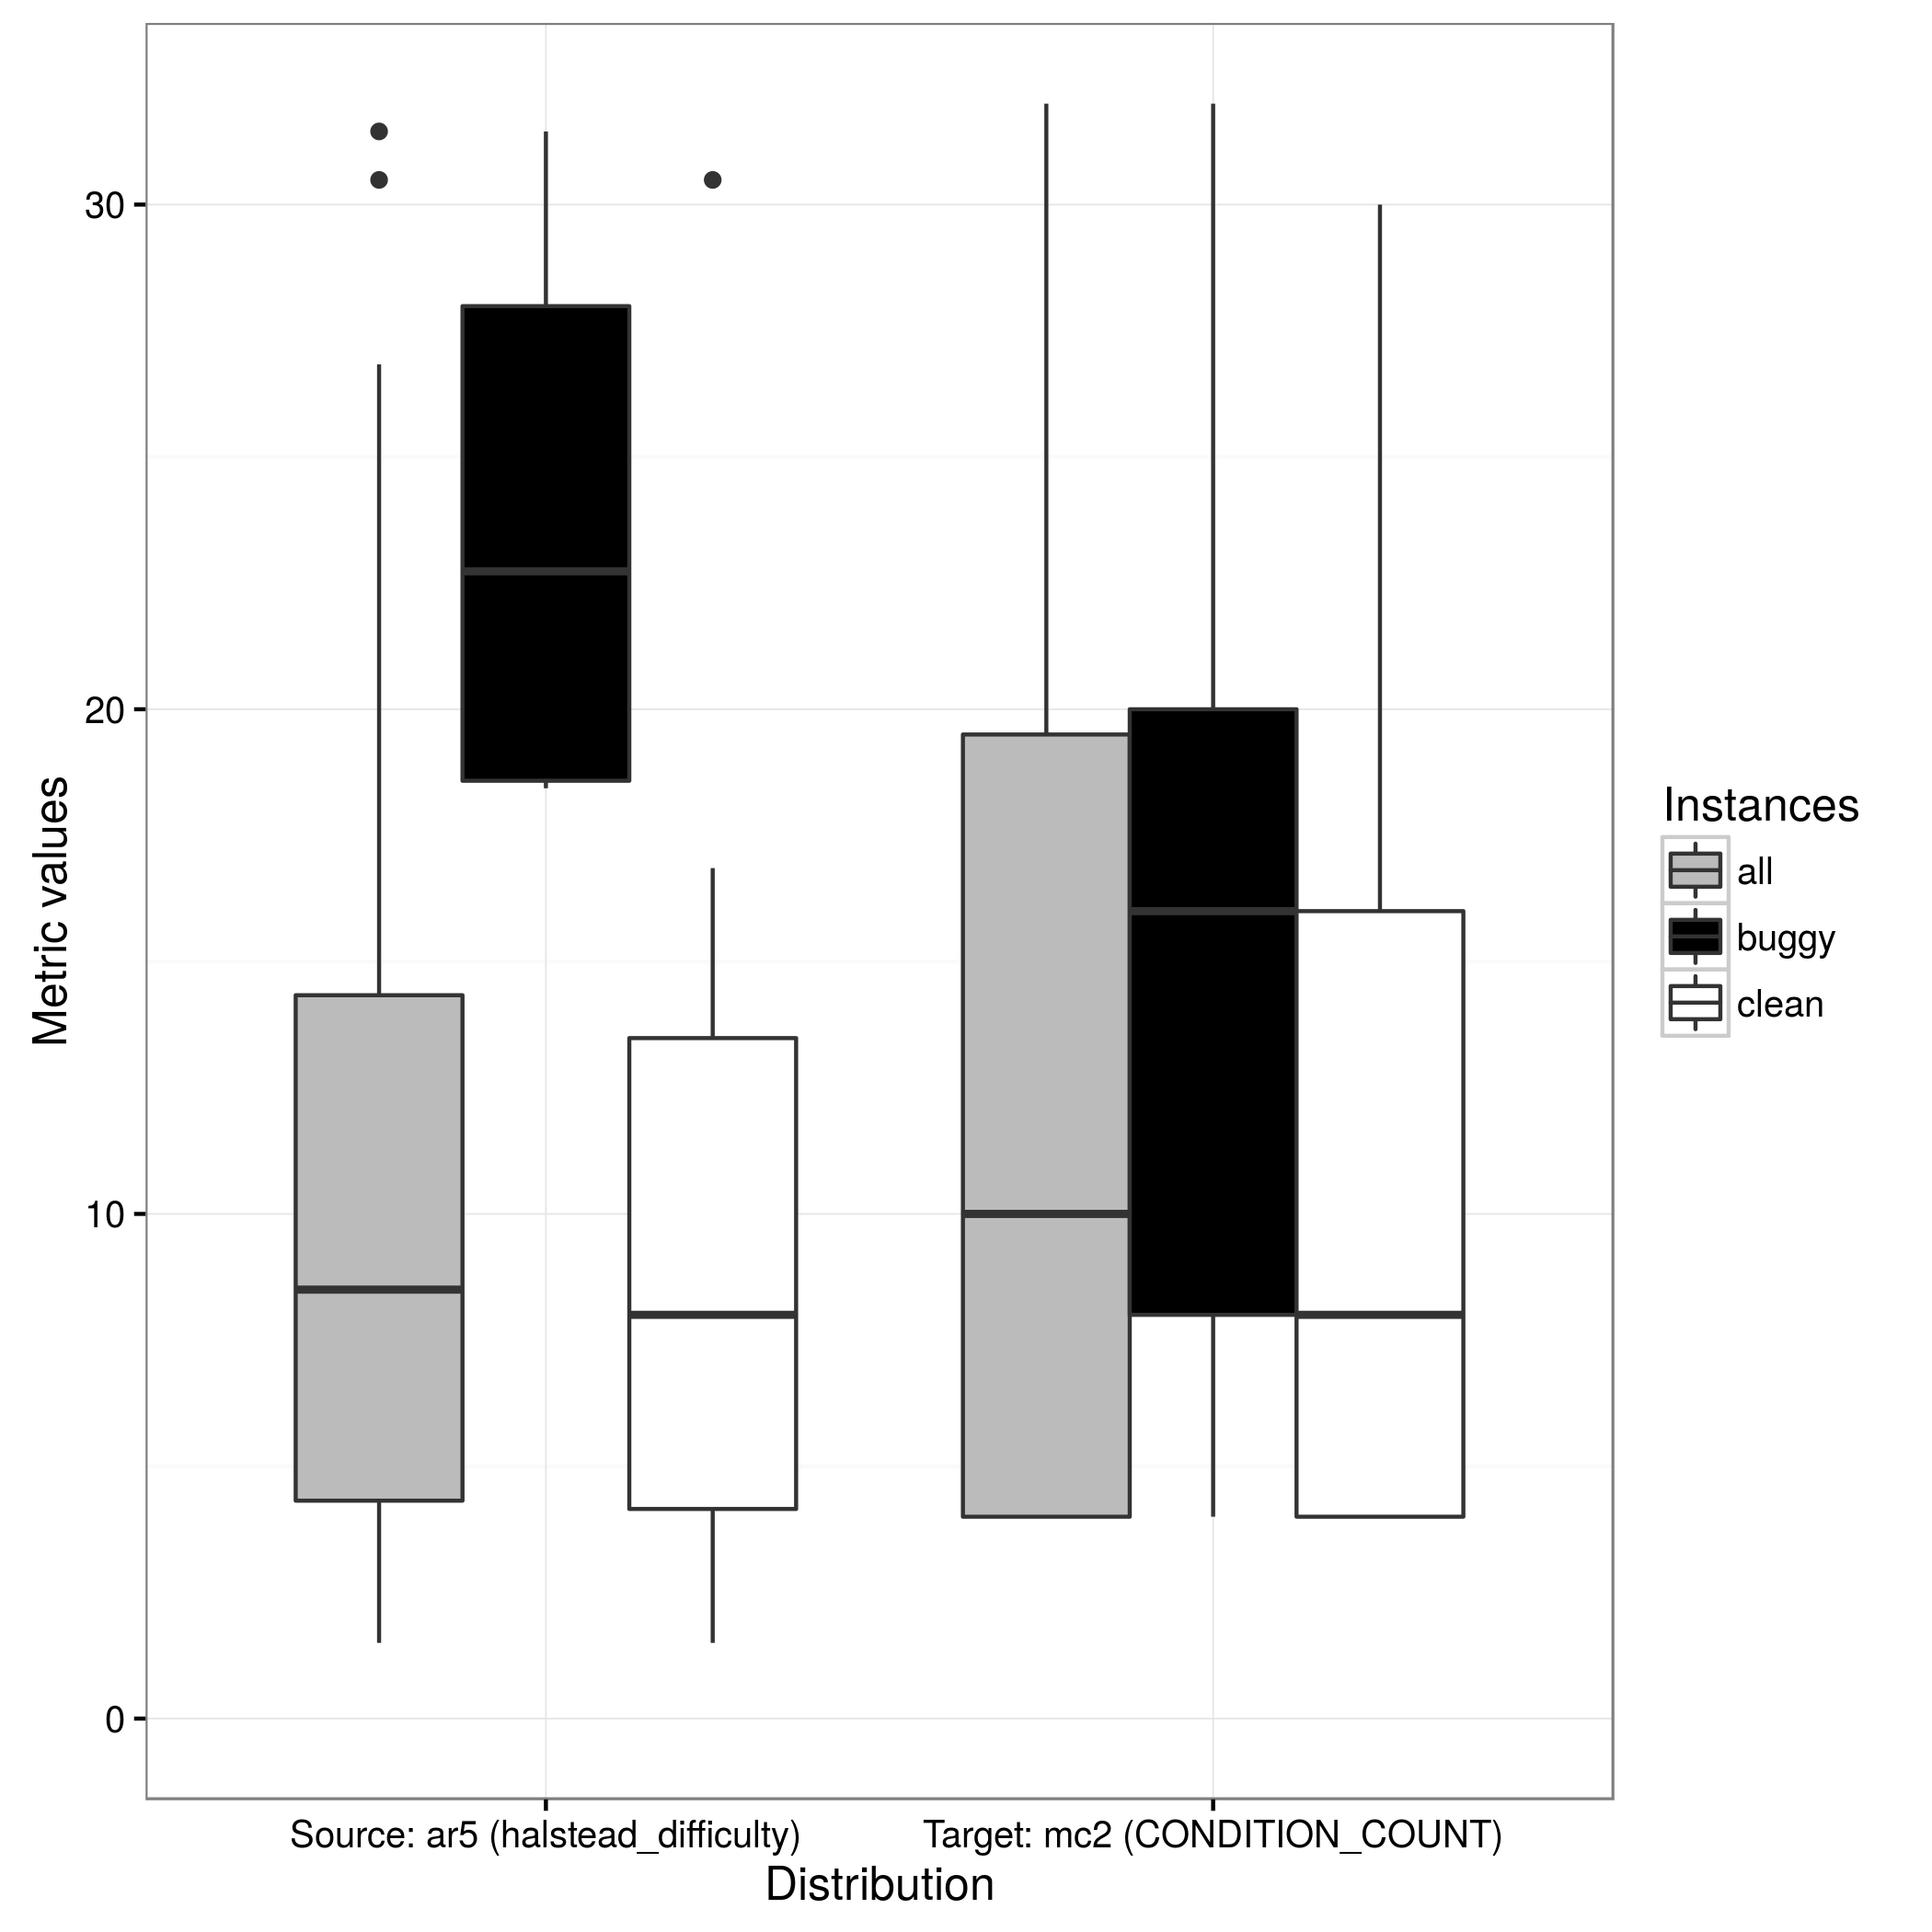 30
20
10
0
Metric values
Source: ar5 (halstead_difficulty)
Target: mc2 (CONDITION_COUNT)
Distribution
Instances
all
buggy
clean